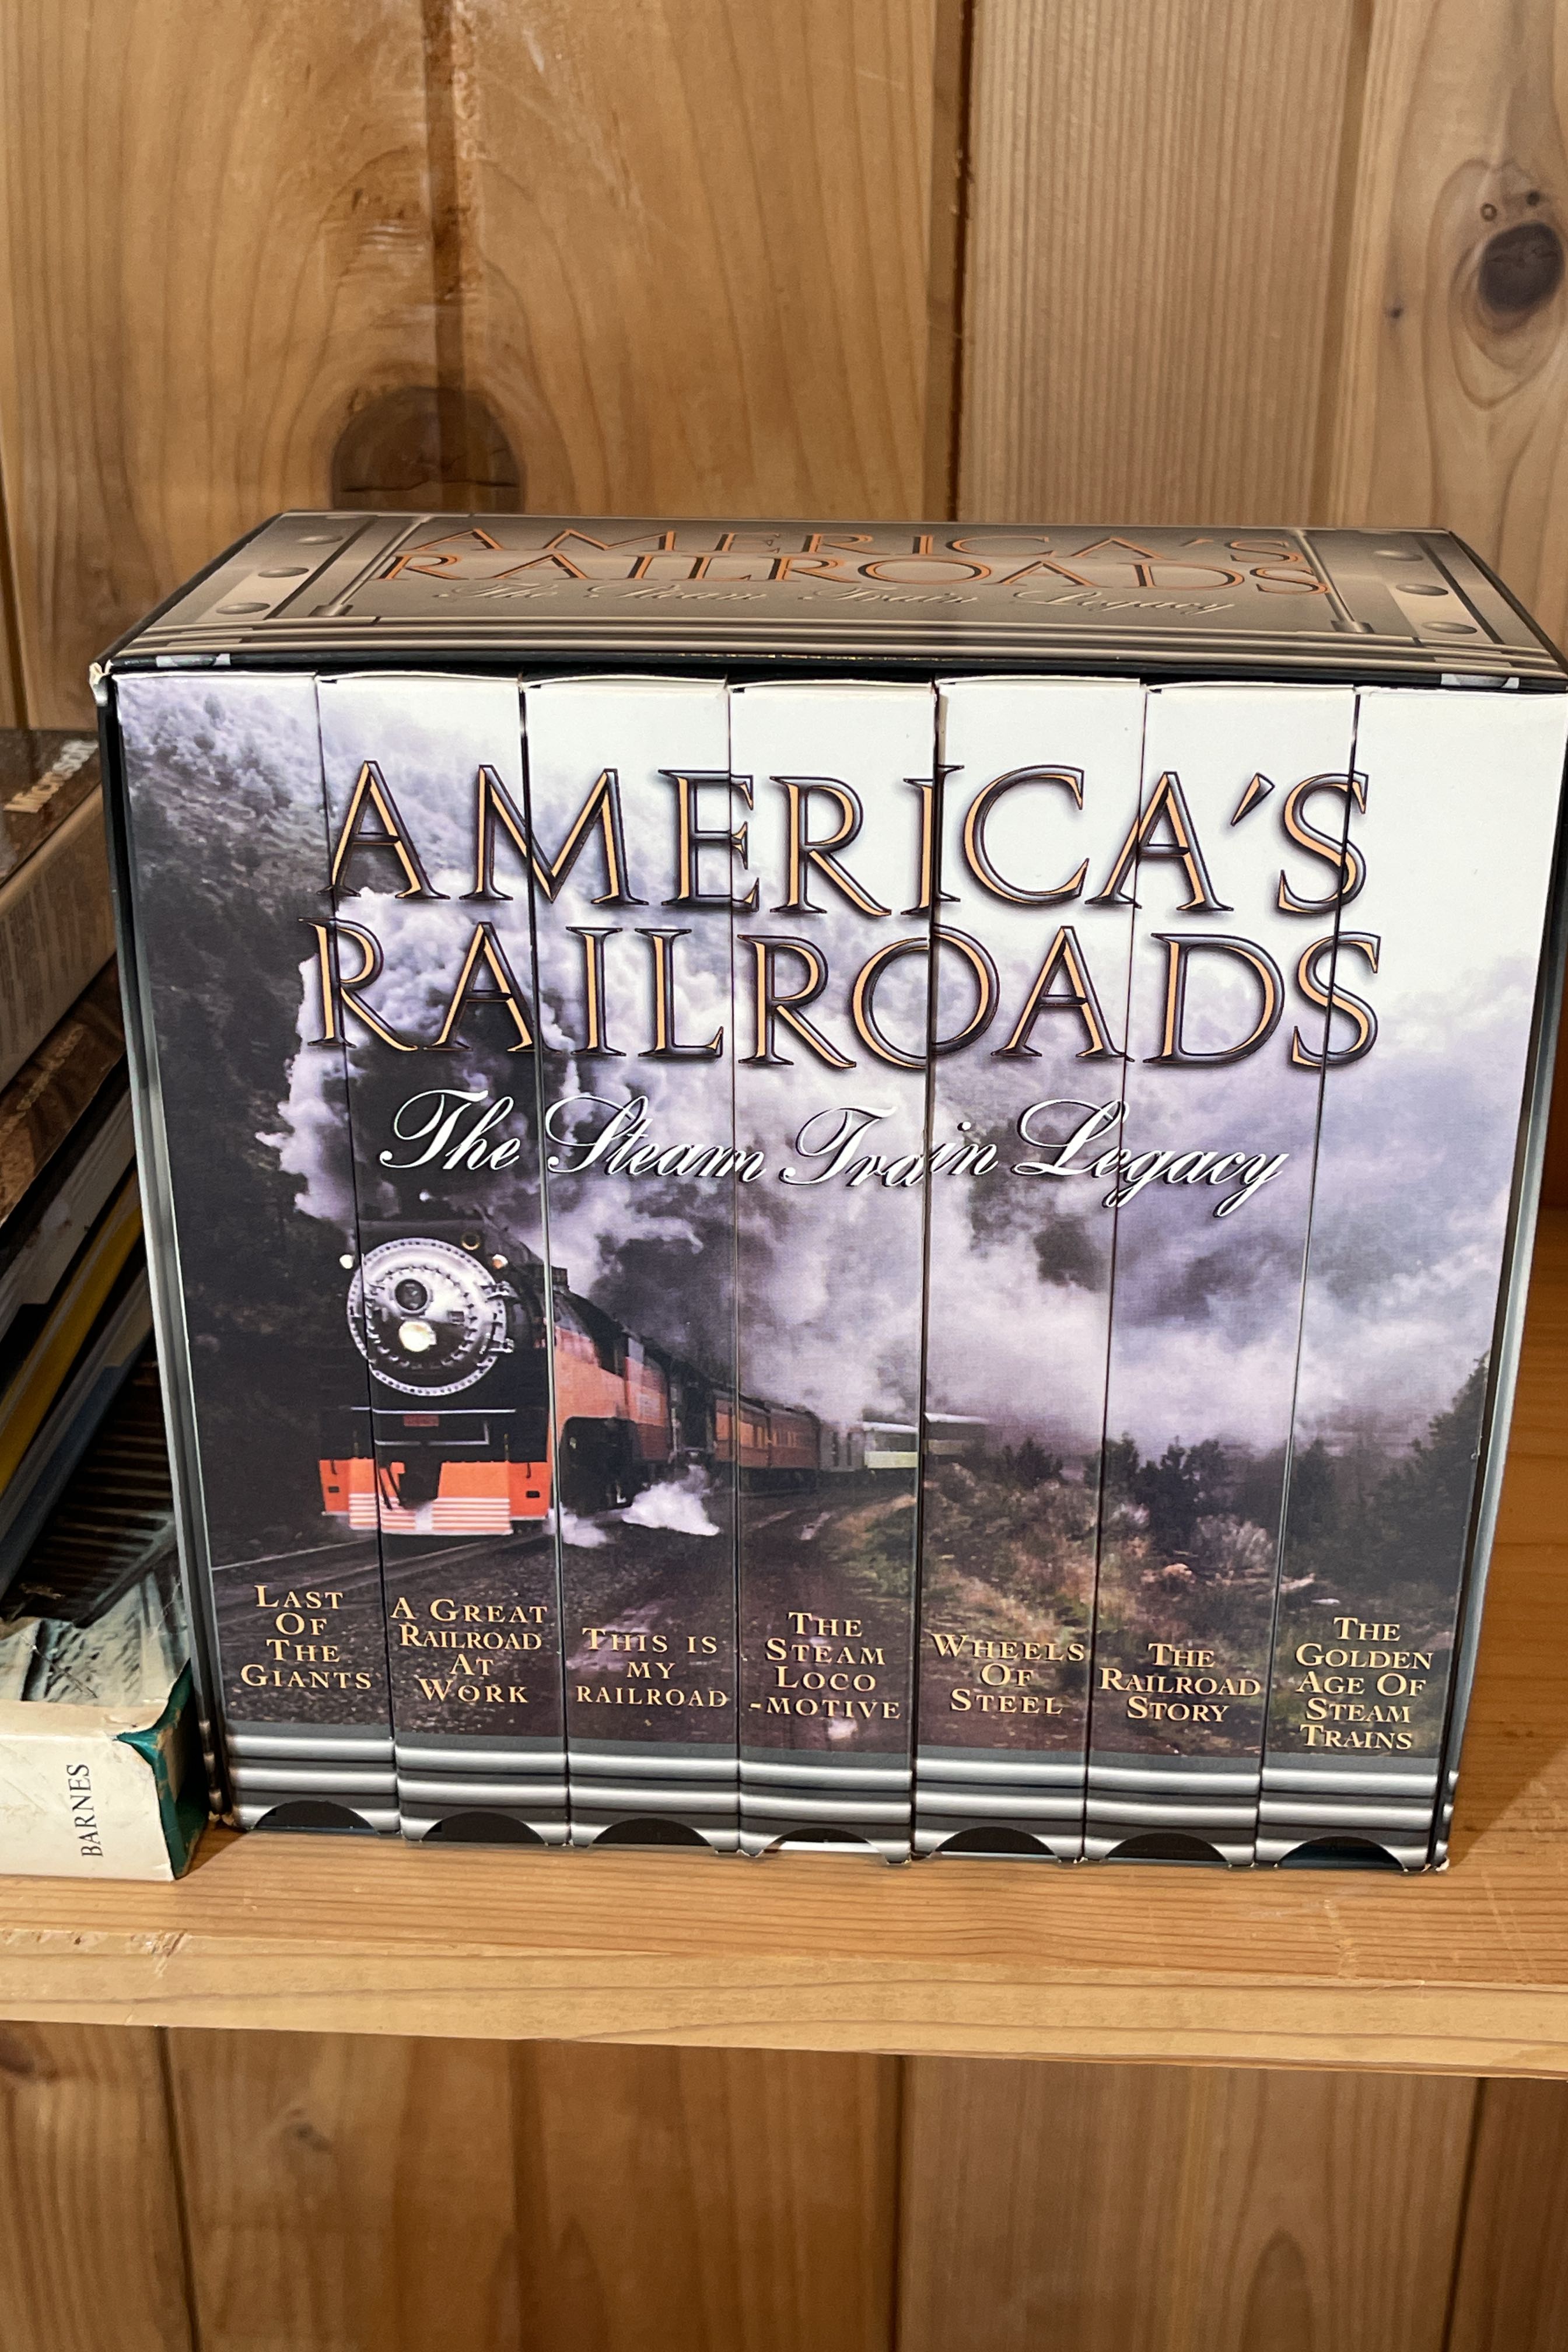 AMERICA'S
RAILROADS
The Steam Train Legacy
AMERICA'S
RAILROADS
The Steam Train Legacy
LAST
OF
THE
GIANTS
A GREAT
RAILROAD
AT
WORK
THIS IS
MY
RAILROAD
THE
STEAM
LOCO
-MOTIVE
WHEELS
OF
STEEL
THE
RAILROAD
STORY
THE
GOLDEN
AGE OF
STEAM
TRAINS
BARNES